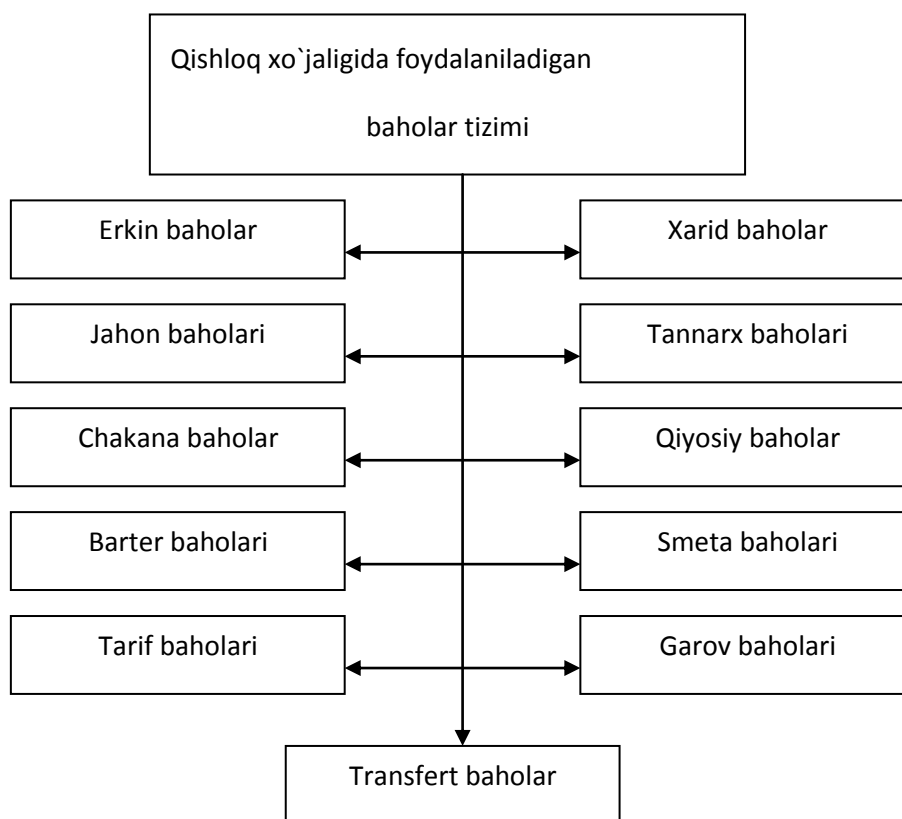 Qishloq xo`jaligida foydalaniladigan
baholar tizimi
Erkin baholar
Xarid baholar
Jahon baholari
Tannarx baholari
Chakana baholar
Qiyosiy baholar
Barter baholari
Smeta baholari
Tarif baholari
Garov baholari
Transfert baholar